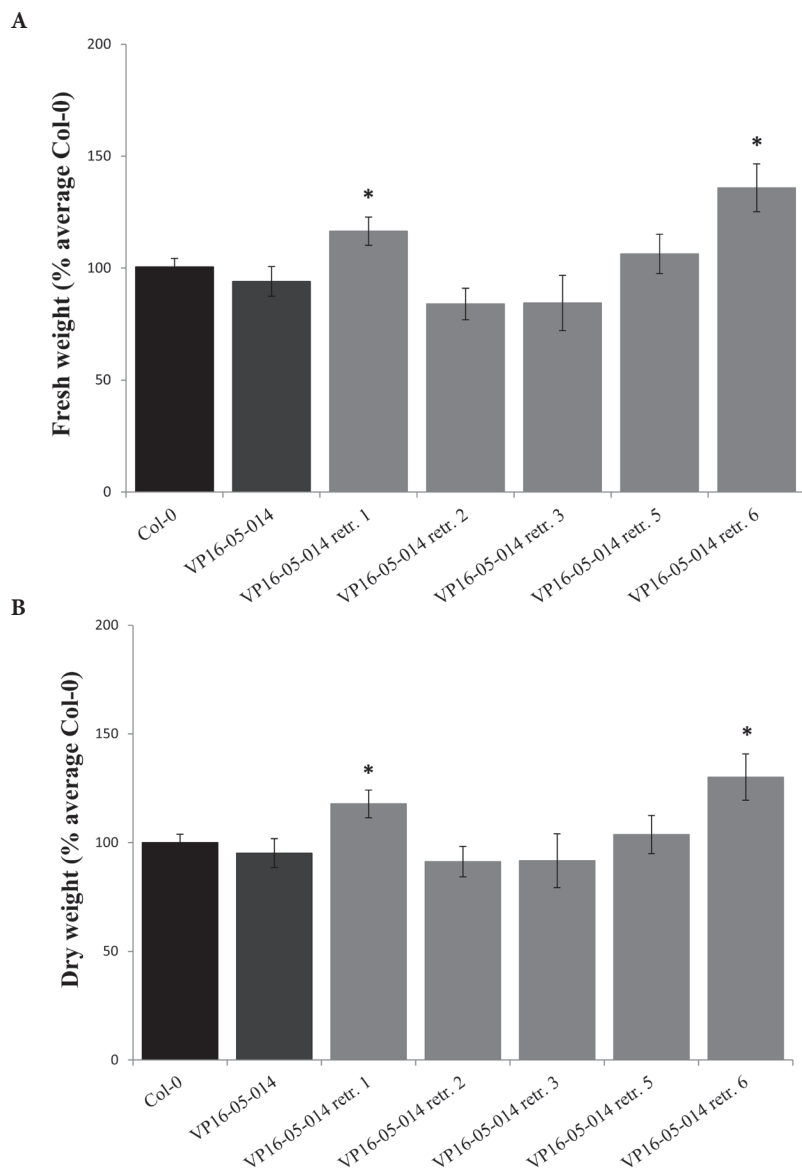 A
Fresh weight (% average Col-0)
200
150
100
50
0
*
*
Col-0
VP16-05-014
VP16-05-014 retr. 1
VP16-05-014 retr. 2
VP16-05-014 retr. 3
VP16-05-014 retr. 5
VP16-05-014 retr. 6
B
Dry weight (% average Col-0)
200
150
100
50
0
*
*
Col-0
VP16-05-014
VP16-05-014 retr. 1
VP16-05-014 retr. 2
VP16-05-014 retr. 3
VP16-05-014 retr. 5
VP16-05-014 retr. 6